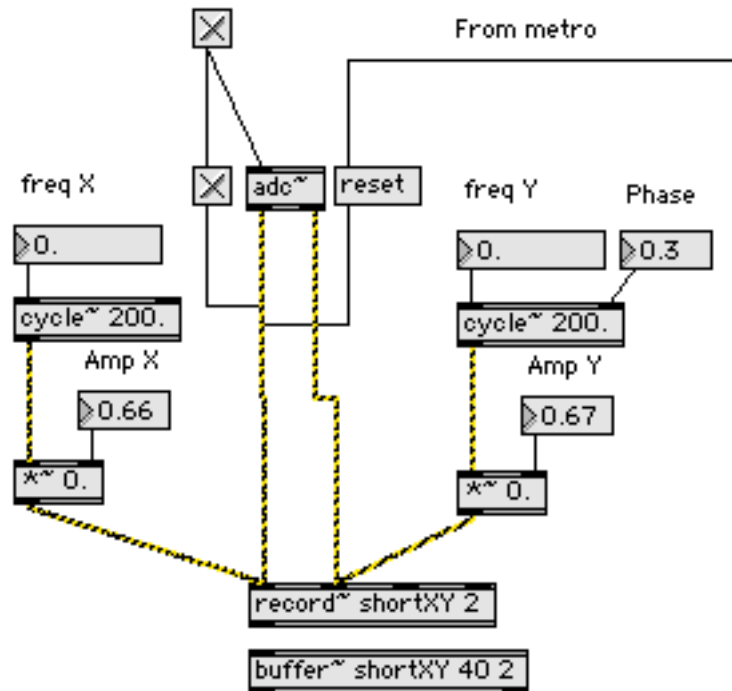 From metro
freq X
adc~
reset
freq Y
Phase
0.
0.
0.3
cycle~ 200.
cycle~ 200.
Amp X
Amp Y
0.66
0.67
*~ 0.
*~ 0.
record~ shortXY 2
buffer~ shortXY 40 2